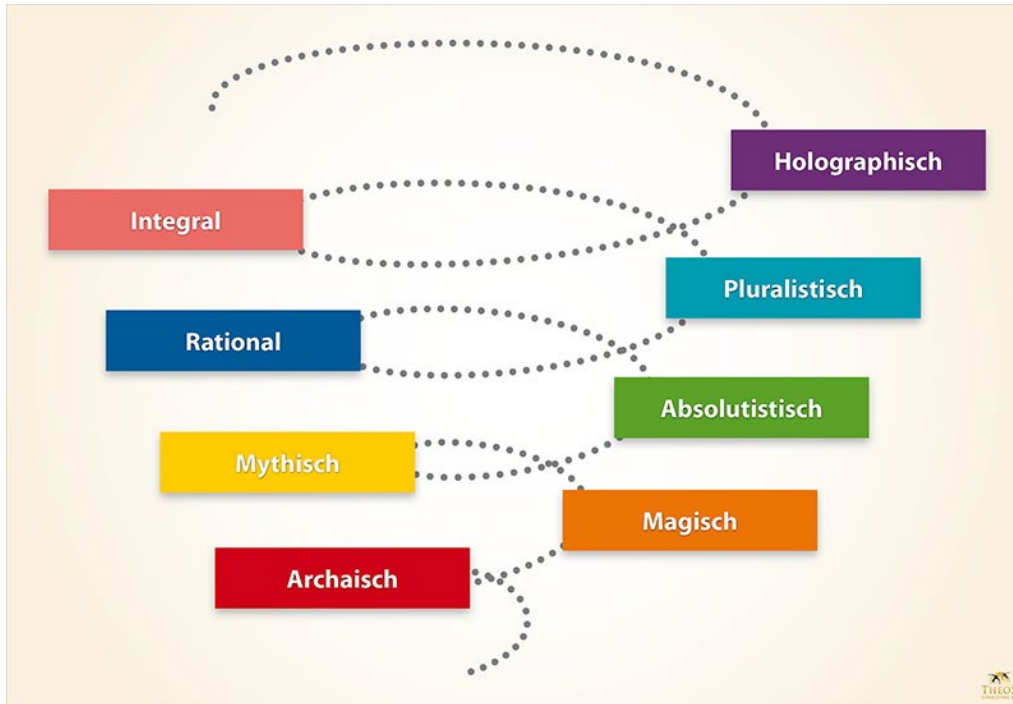 Holographisch
Integral
Pluralistisch
Rational
Absolutistisch
Mythisch
Magisch
Archaisch